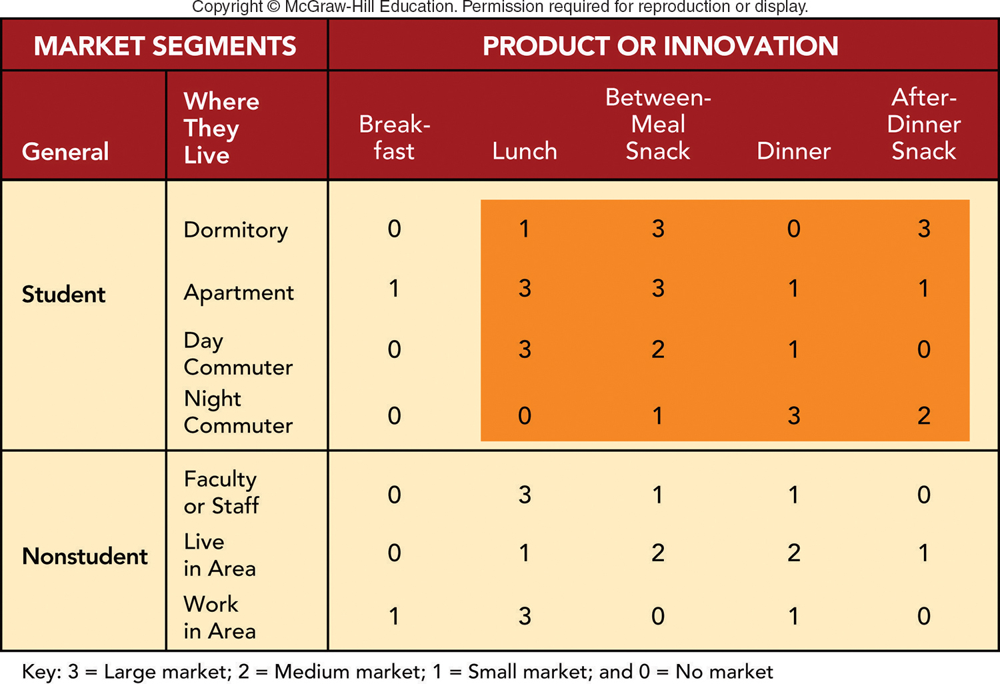 Copyright © McGraw-Hill Education. Permission required for reproduction or display.
MARKET SEGMENTS PRODUCT OR INNOVATION
General
Where
They
Live
Break-
fast
Lunch
Between-
Meal
Snack
Dinner
After-
Dinner
Snack
Student
Dormitory 0 1 3 0 3
Apartment 1 3 3 1 1
Day
Commuter 0 3 2 1 0
Night
Commuter 0 0 1 3 2
Nonstudent
Faculty
or Staff 0 3 1 1 0
Live
in Area 0 1 2 2 1
Work
in Area 1 3 0 1 0
Key: 3 = Large market; 2 = Medium market; 1 = Small market; and 0 = No market